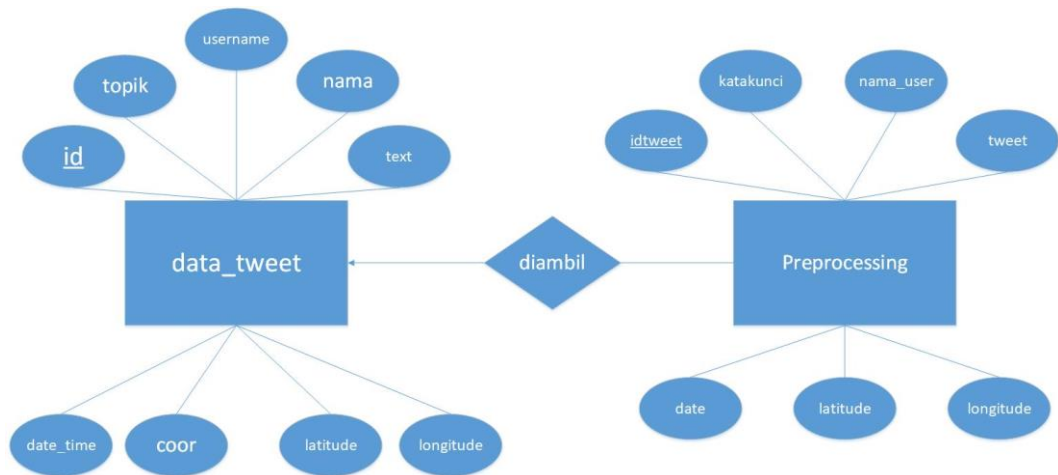 username
topik
nama
id
text
data_tweet
date_time
coor
latitude
longitude
diambil
katakunci
nama_user
idtweet
tweet
Preprocessing
date
latitude
longitude